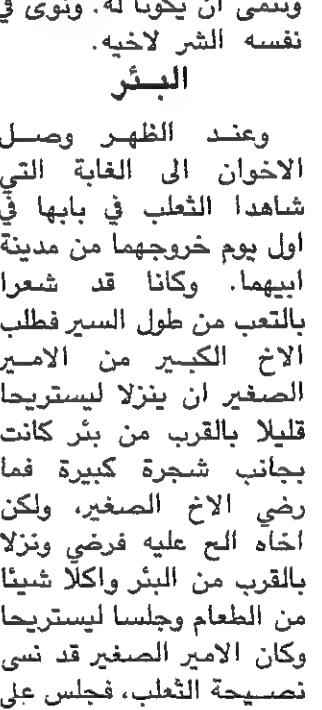 وتمنى ان يكونا له. ونوى في
نفسه الشر لاخيه.
البئر
وعند الظهر وصل
الاخوان الى الغابة التي
شاهدا الثعلب في بابها في
اول يوم خروجهما من مدينة
ابيهما. وكانا قد شعرا
بالتعب من طول السير فطلب
الاخ الكبير من الامير
الصغير ان ينزلا ليستريحا
قليلا بالقرب من بئر كانت
بجانب شجرة كبيرة فما
رضي الاخ الصغير، ولكن
اخاه الح عليه فرضي ونزلا
بالقرب من البئر واكلا شيئا
من الطعام وجلسا ليستريحا
وكان الامير الصغير قد نسى
نصيحة الثعلب، فجلس على